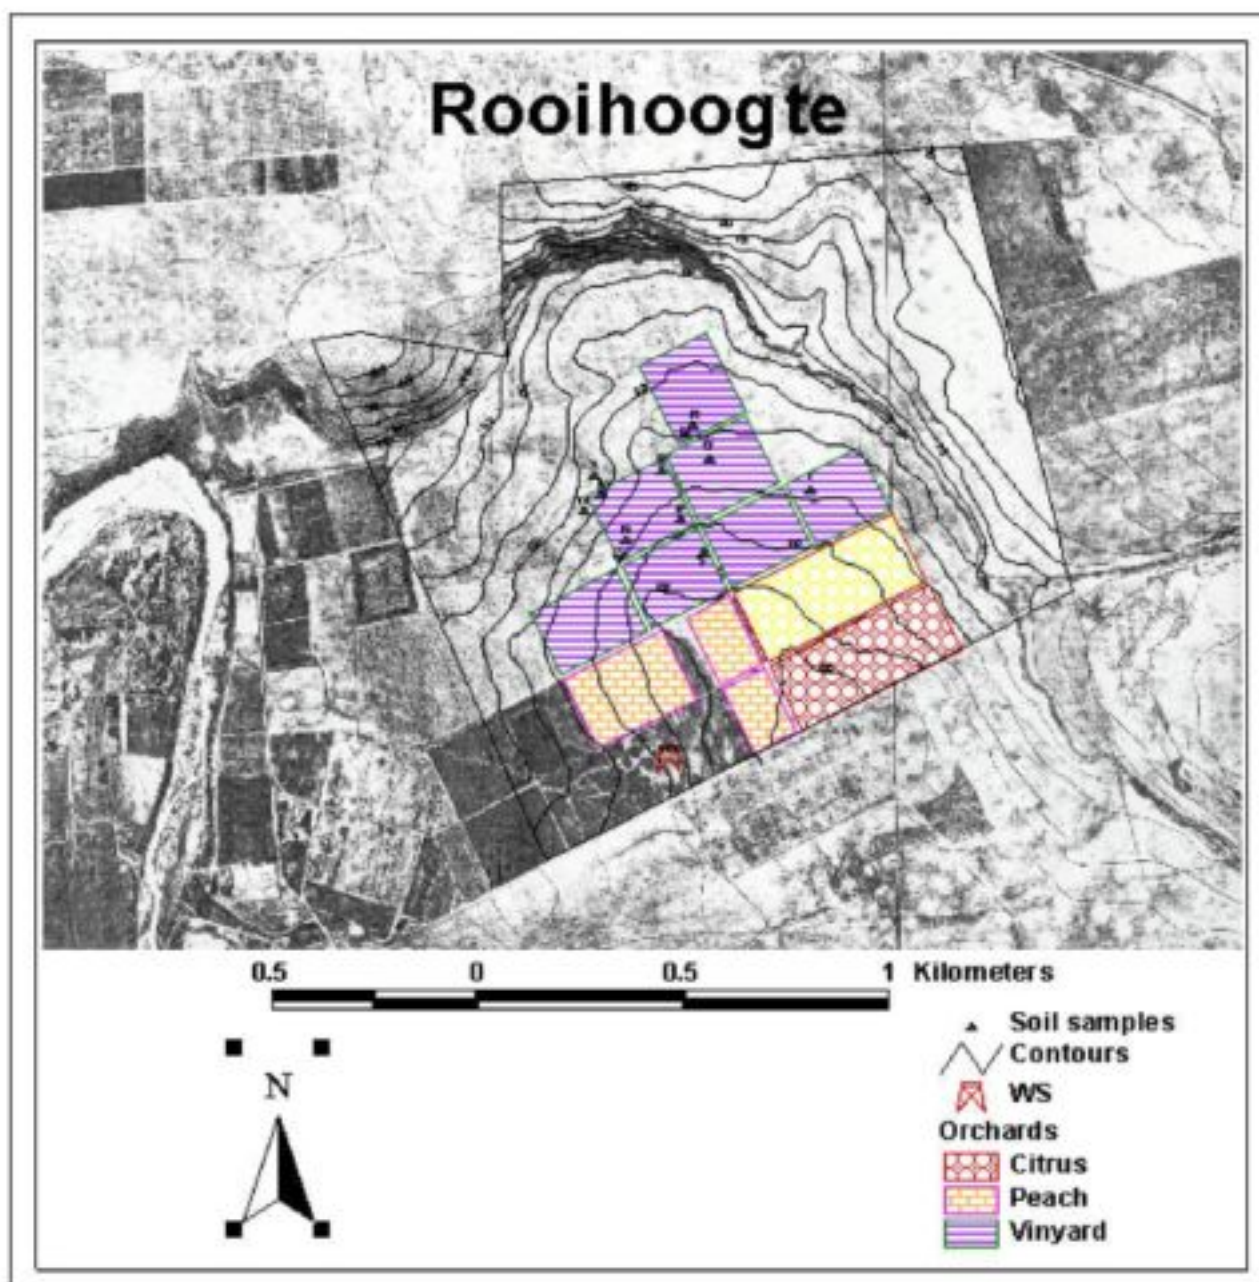 Rooihoogte
0.5 0 0.5 1 Kilometers
Soil samples
Contours
WS
N
Orchards
Citrus
Peach
Vinyard